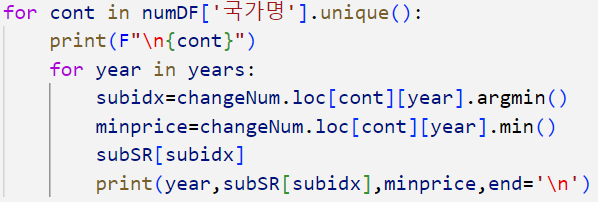 for cont in numDF['국가명'].unique():
    print(F"\n{cont}")
    for year in years:
        subidx=changeNum.loc[cont][year].argmin()
        minprice=changeNum.loc[cont][year].min()
        subSR[subidx]
        print(year,subSR[subidx],minprice,end='\n')